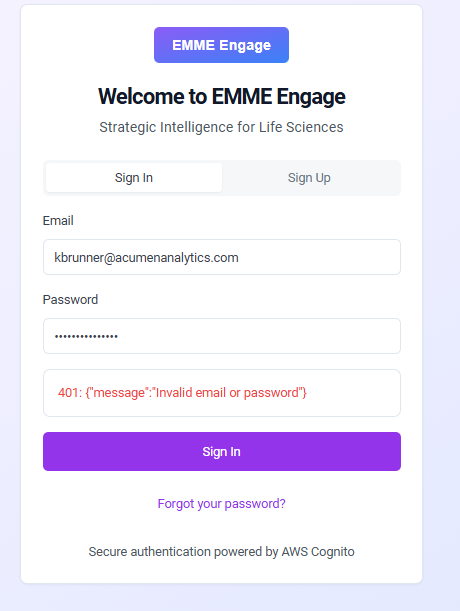 EMME Engage
Welcome to EMME Engage
Strategic Intelligence for Life Sciences
Sign In
Sign Up
Email
kbrunner@acumenanalytics.com
Password
•••••••••••••••
401: {"message":"Invalid email or password"}
Sign In
Forgot your password?
Secure authentication powered by AWS Cognito